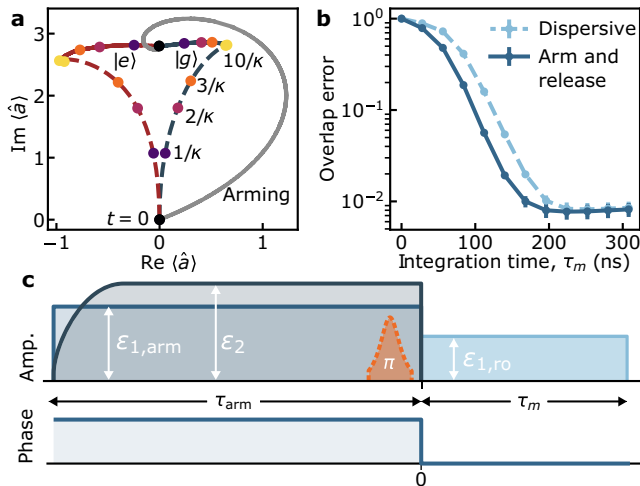 a
3
2
1
0
-1
0
1
Im ⟨â⟩
Re ⟨â⟩
|e⟩
|g⟩
10/κ
3/κ
2/κ
1/κ
t = 0
Arming
b
10⁰
10⁻¹
10⁻²
0
100
200
300
Overlap error
Integration time, τₘ (ns)
Dispersive
Arm and
release
c
Amp.
ε₁,arm
ε₂
π
ε₁,ro
τarm
τₘ
Phase
0